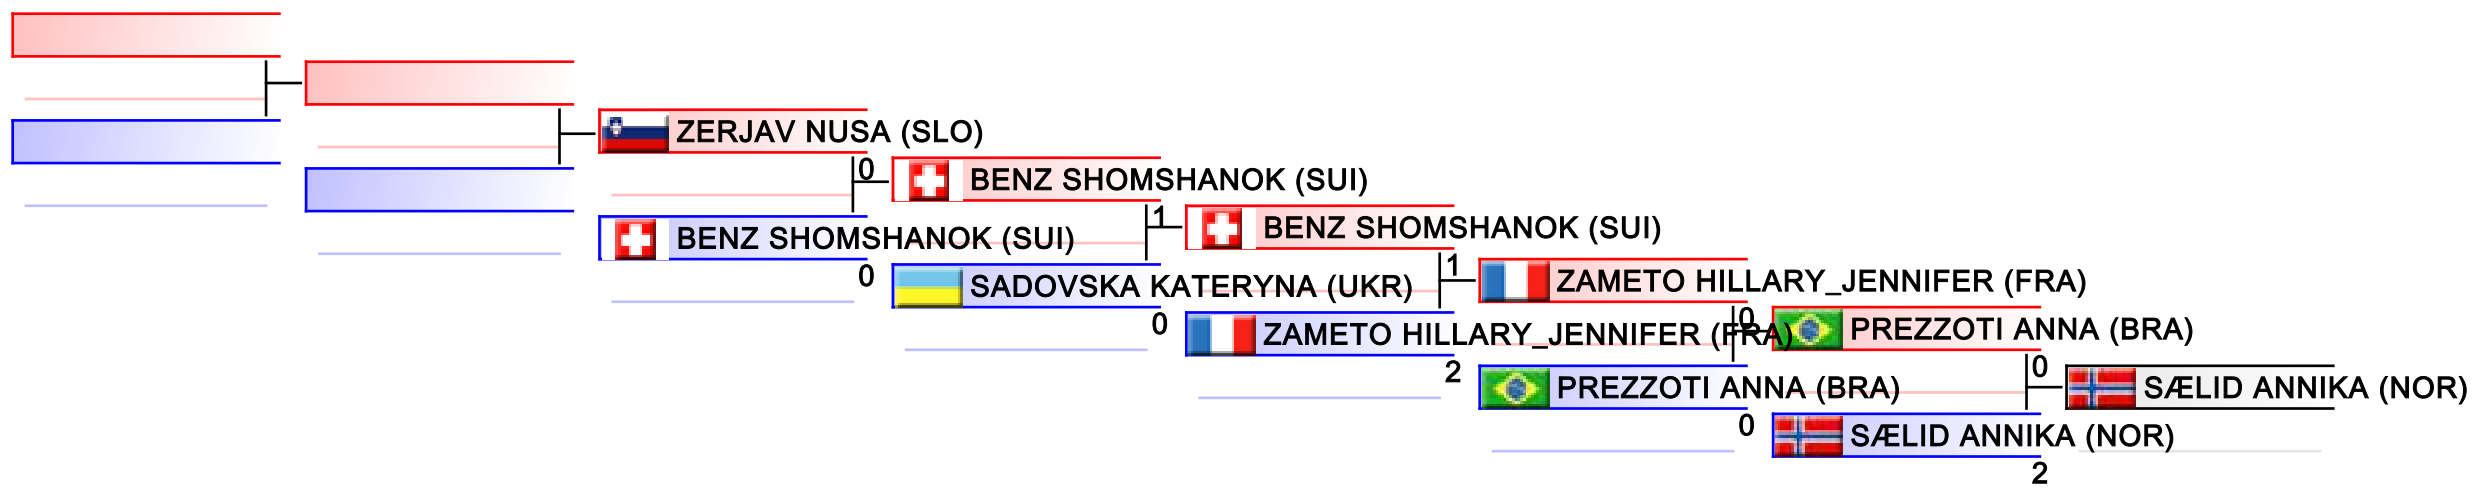 ZERJAV NUSA (SLO)
0
BENZ SHOMSHANOK (SUI)
1
BENZ SHOMSHANOK (SUI)
BENZ SHOMSHANOK (SUI)
0
1
ZAMETO HILLARY_JENNIFER (FRA)
SADOVSKA KATERYNA (UKR)
0
0
PREZZOTI ANNA (BRA)
ZAMETO HILLARY_JENNIFER (FRA)
2
0
SÆLID ANNIKA (NOR)
PREZZOTI ANNA (BRA)
0
SÆLID ANNIKA (NOR)
2